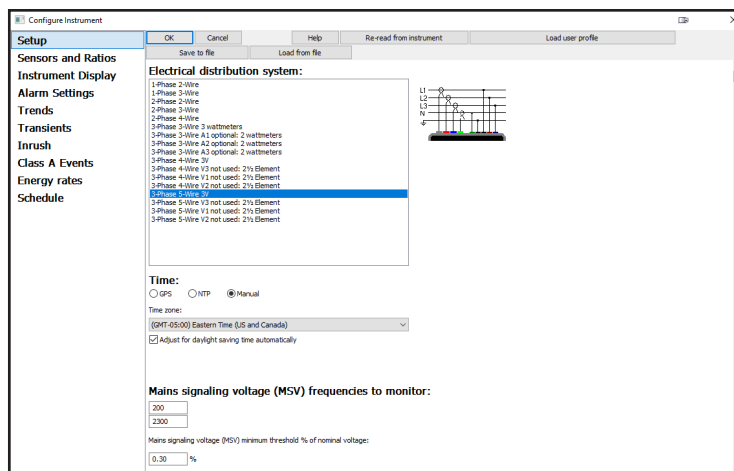 Configure Instrument
Setup
Sensors and Ratios
Instrument Display
Alarm Settings
Trends
Transients
Inrush
Class A Events
Energy rates
Schedule
OK Cancel Help Re-read from instrument Load user profile
Save to file Load from file
Electrical distribution system:
1-Phase 2-Wire
1-Phase 3-Wire
2-Phase 2-Wire
2-Phase 3-Wire
2-Phase 4-Wire
3-Phase 3-Wire 3 wattmeters
3-Phase 3-Wire A1 optional: 2 wattmeters
3-Phase 3-Wire A2 optional: 2 wattmeters
3-Phase 3-Wire A3 optional: 2 wattmeters
3-Phase 4-Wire 3V
3-Phase 4-Wire V3 not used: 2½ Element
3-Phase 4-Wire V1 not used: 2½ Element
3-Phase 4-Wire V2 not used: 2½ Element
3-Phase 5-Wire 3V
3-Phase 5-Wire V3 not used: 2½ Element
3-Phase 5-Wire V1 not used: 2½ Element
3-Phase 5-Wire V2 not used: 2½ Element
L1
L2
L3
N
Time:
GPS NTP Manual
Time zone:
(GMT-05:00) Eastern Time (US and Canada)
Adjust for daylight saving time automatically
Mains signaling voltage (MSV) frequencies to monitor:
200
2300
Mains signaling voltage (MSV) minimum threshold % of nominal voltage:
0.30 %